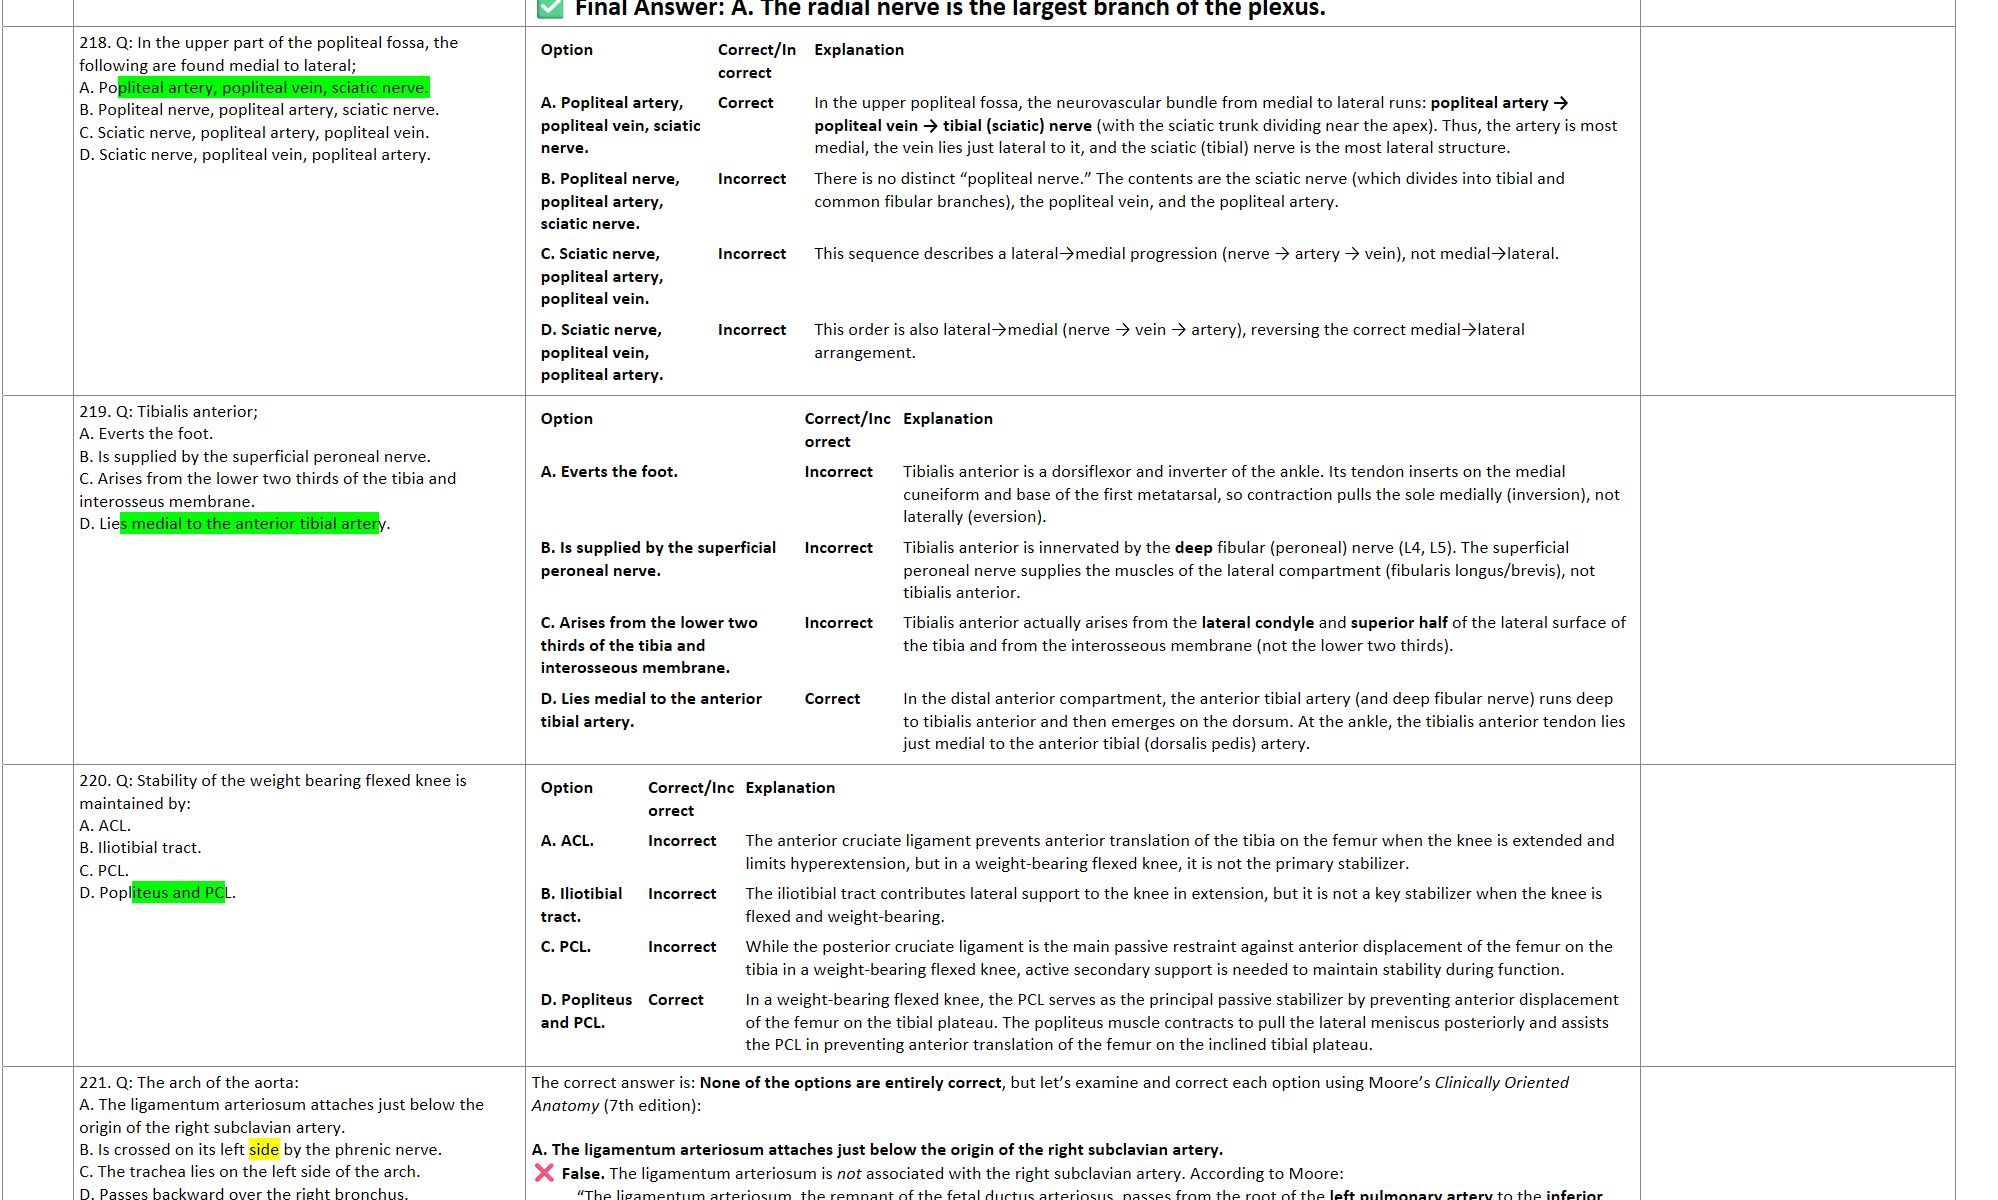 ✅ Final Answer: A. The radial nerve is the largest branch of the plexus.
218. Q: In the upper part of the popliteal fossa, the
following are found medial to lateral;
A. Popliteal artery, popliteal vein, sciatic nerve.
B. Popliteal nerve, popliteal artery, sciatic nerve.
C. Sciatic nerve, popliteal artery, popliteal vein.
D. Sciatic nerve, popliteal vein, popliteal artery.
Option Correct/In Explanation
correct
A. Popliteal artery, Correct In the upper popliteal fossa, the neurovascular bundle from medial to lateral runs: popliteal artery →
popliteal vein, sciatic popliteal vein → tibial (sciatic) nerve (with the sciatic trunk dividing near the apex). Thus, the artery is most
nerve. medial, the vein lies just lateral to it, and the sciatic (tibial) nerve is the most lateral structure.
B. Popliteal nerve, Incorrect There is no distinct “popliteal nerve.” The contents are the sciatic nerve (which divides into tibial and
popliteal artery, common fibular branches), the popliteal vein, and the popliteal artery.
sciatic nerve.
C. Sciatic nerve, Incorrect This sequence describes a lateral→medial progression (nerve → artery → vein), not medial→lateral.
popliteal artery,
popliteal vein.
D. Sciatic nerve, Incorrect This order is also lateral→medial (nerve → vein → artery), reversing the correct medial→lateral
popliteal vein, arrangement.
popliteal artery.
219. Q: Tibialis anterior;
A. Everts the foot.
B. Is supplied by the superficial peroneal nerve.
C. Arises from the lower two thirds of the tibia and
interosseus membrane.
D. Lies medial to the anterior tibial artery.
Option Correct/Inc Explanation
orrect
A. Everts the foot. Incorrect Tibialis anterior is a dorsiflexor and inverter of the ankle. Its tendon inserts on the medial
cuneiform and base of the first metatarsal, so contraction pulls the sole medially (inversion), not
laterally (eversion).
B. Is supplied by the superficial Incorrect Tibialis anterior is innervated by the deep fibular (peroneal) nerve (L4, L5). The superficial
peroneal nerve. peroneal nerve supplies the muscles of the lateral compartment (fibularis longus/brevis), not
tibialis anterior.
C. Arises from the lower two Incorrect Tibialis anterior actually arises from the lateral condyle and superior half of the lateral surface of
thirds of the tibia and the tibia and from the interosseous membrane (not the lower two thirds).
interosseous membrane.
D. Lies medial to the anterior Correct In the distal anterior compartment, the anterior tibial artery (and deep fibular nerve) runs deep
tibial artery. to tibialis anterior and then emerges on the dorsum. At the ankle, the tibialis anterior tendon lies
just medial to the anterior tibial (dorsalis pedis) artery.
220. Q: Stability of the weight bearing flexed knee is
maintained by:
A. ACL.
B. Iliotibial tract.
C. PCL.
D. Popliteus and PCL.
Option Correct/Inc Explanation
orrect
A. ACL. Incorrect The anterior cruciate ligament prevents anterior translation of the tibia on the femur when the knee is extended and
limits hyperextension, but in a weight-bearing flexed knee, it is not the primary stabilizer.
B. Iliotibial Incorrect The iliotibial tract contributes lateral support to the knee in extension, but it is not a key stabilizer when the knee is
tract. flexed and weight-bearing.
C. PCL. Incorrect While the posterior cruciate ligament is the main passive restraint against anterior displacement of the femur on the
tibia in a weight-bearing flexed knee, active secondary support is needed to maintain stability during function.
D. Popliteus Correct In a weight-bearing flexed knee, the PCL serves as the principal passive stabilizer by preventing anterior displacement
and PCL. of the femur on the tibial plateau. The popliteus muscle contracts to pull the lateral meniscus posteriorly and assists
the PCL in preventing anterior translation of the femur on the inclined tibial plateau.
221. Q: The arch of the aorta:
A. The ligamentum arteriosum attaches just below the
origin of the right subclavian artery.
B. Is crossed on its left side by the phrenic nerve.
C. The trachea lies on the left side of the arch.
D. Passes backward over the right bronchus.
The correct answer is: None of the options are entirely correct, but let’s examine and correct each option using Moore’s Clinically Oriented
Anatomy (7th edition):
A. The ligamentum arteriosum attaches just below the origin of the right subclavian artery.
❌ False. The ligamentum arteriosum is not associated with the right subclavian artery. According to Moore:
“The ligamentum arteriosum, the remnant of the fetal ductus arteriosus, passes from the root of the left pulmonary artery to the inferior